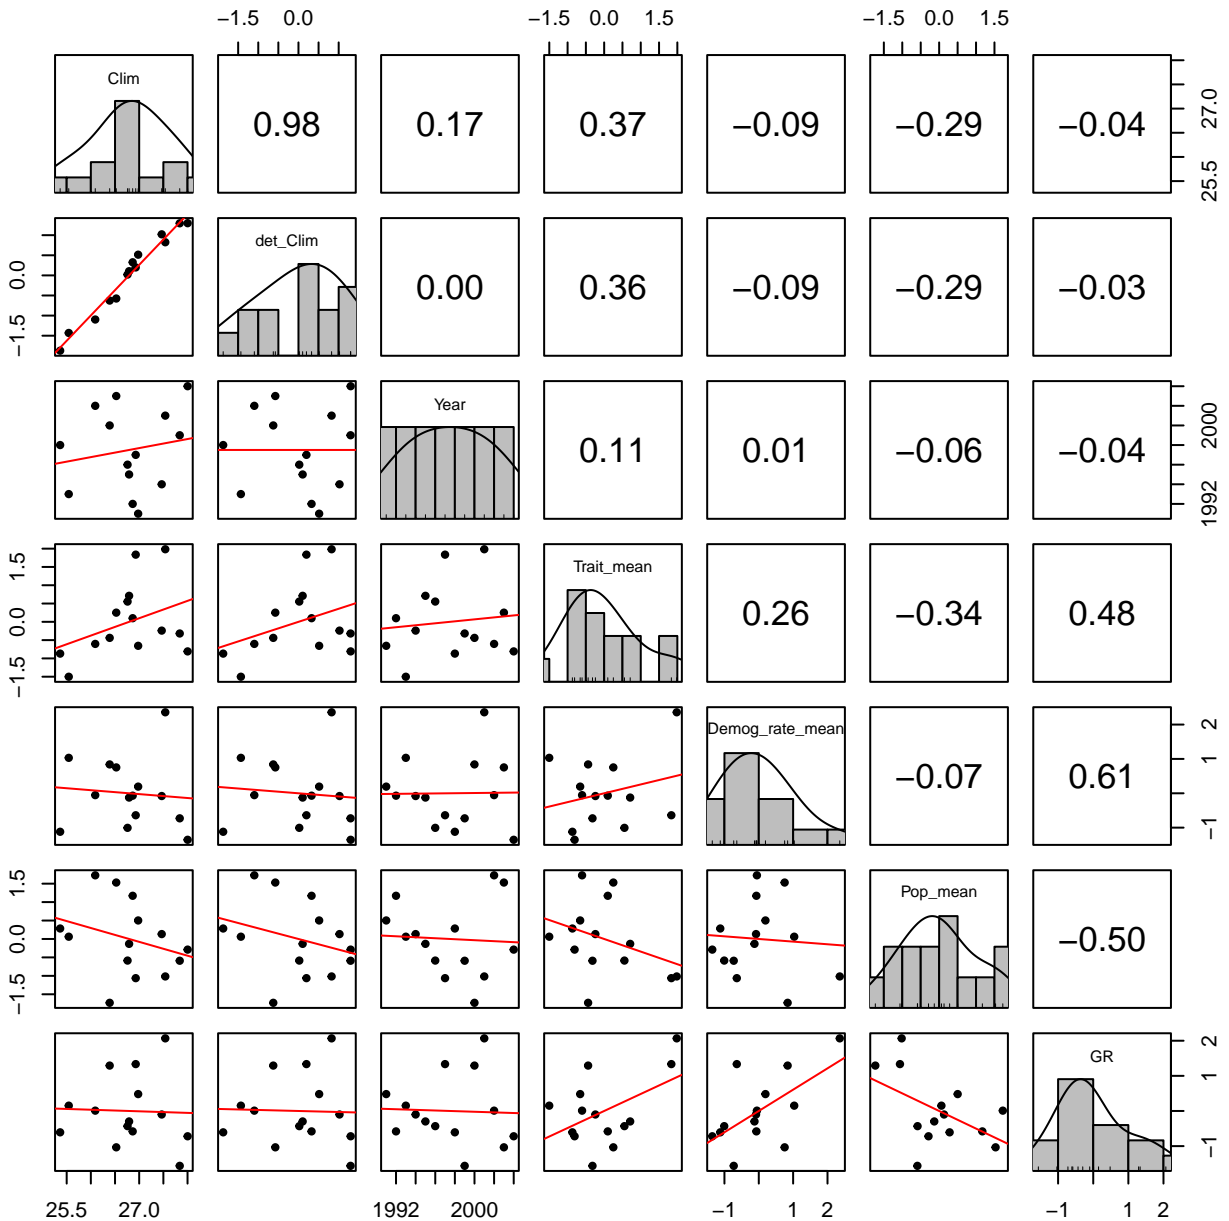 −1.5 0.0 −1.5 0.0 1.5 −1.5 0.0 1.5
Clim 0.98 0.17 0.37 −0.09 −0.29 −0.04 25.5 27.0
−1.5 0.0 det_Clim 0.00 0.36 −0.09 −0.29 −0.03
Year 0.11 0.01 −0.06 −0.04 1992 2000
−1.5 0.0 1.5 Trait_mean 0.26 −0.34 0.48
Demog_rate_mean −0.07 0.61 −1 1 2
−1.5 0.0 1.5 Pop_mean −0.50
GR −1 1 2
25.5 27.0 1992 2000 −1 1 2 −1 1 2